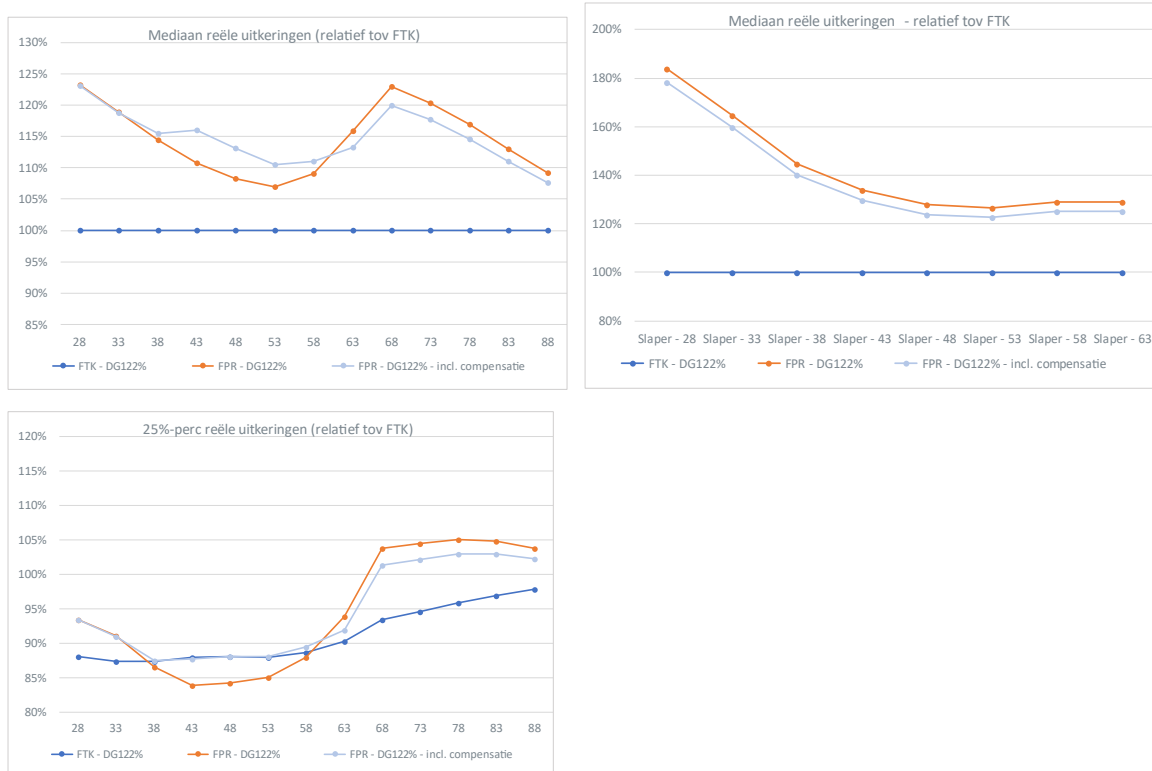 Mediaan reële uitkeringen (relatief tov FTK)
130%
125%
120%
115%
110%
105%
100%
95%
90%
85%
28 33 38 43 48 53 58 63 68 73 78 83 88
FTK - DG122% FPR - DG122% FPR - DG122% - incl. compensatie
Mediaan reële uitkeringen - relatief tov FTK
200%
180%
160%
140%
120%
100%
80%
Slaper - 28 Slaper - 33 Slaper - 38 Slaper - 43 Slaper - 48 Slaper - 53 Slaper - 58 Slaper - 63
FTK - DG122% FPR - DG122% FPR - DG122% - incl. compensatie
25%-perc reële uitkeringen (relatief tov FTK)
120%
115%
110%
105%
100%
95%
90%
85%
80%
28 33 38 43 48 53 58 63 68 73 78 83 88
FTK - DG122% FPR - DG122% FPR - DG122% - incl. compensatie